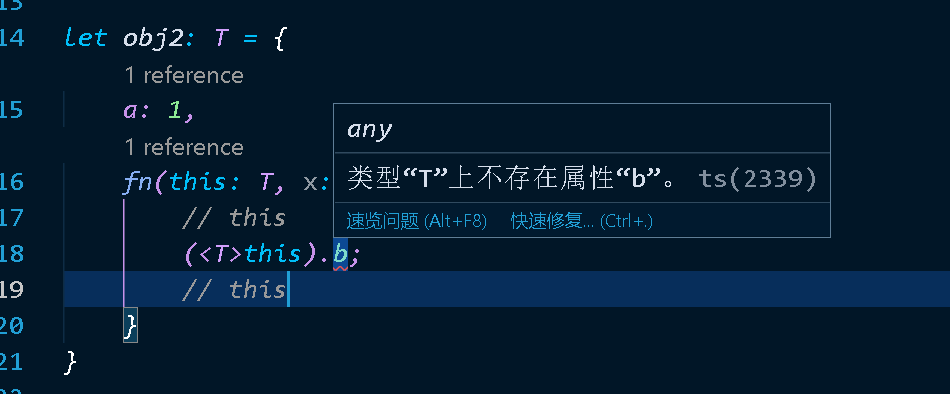 13
14 let obj2: T = {
1 reference
15 a: 1,
any
1 reference
类型“T”上不存在属性“b”。 ts(2339)
16 fn(this: T, x:
速览问题 (Alt+F8) 快速修复... (Ctrl+.)
17 // this
18 (<T>this).b;
19 // this
20 }
21 }
22